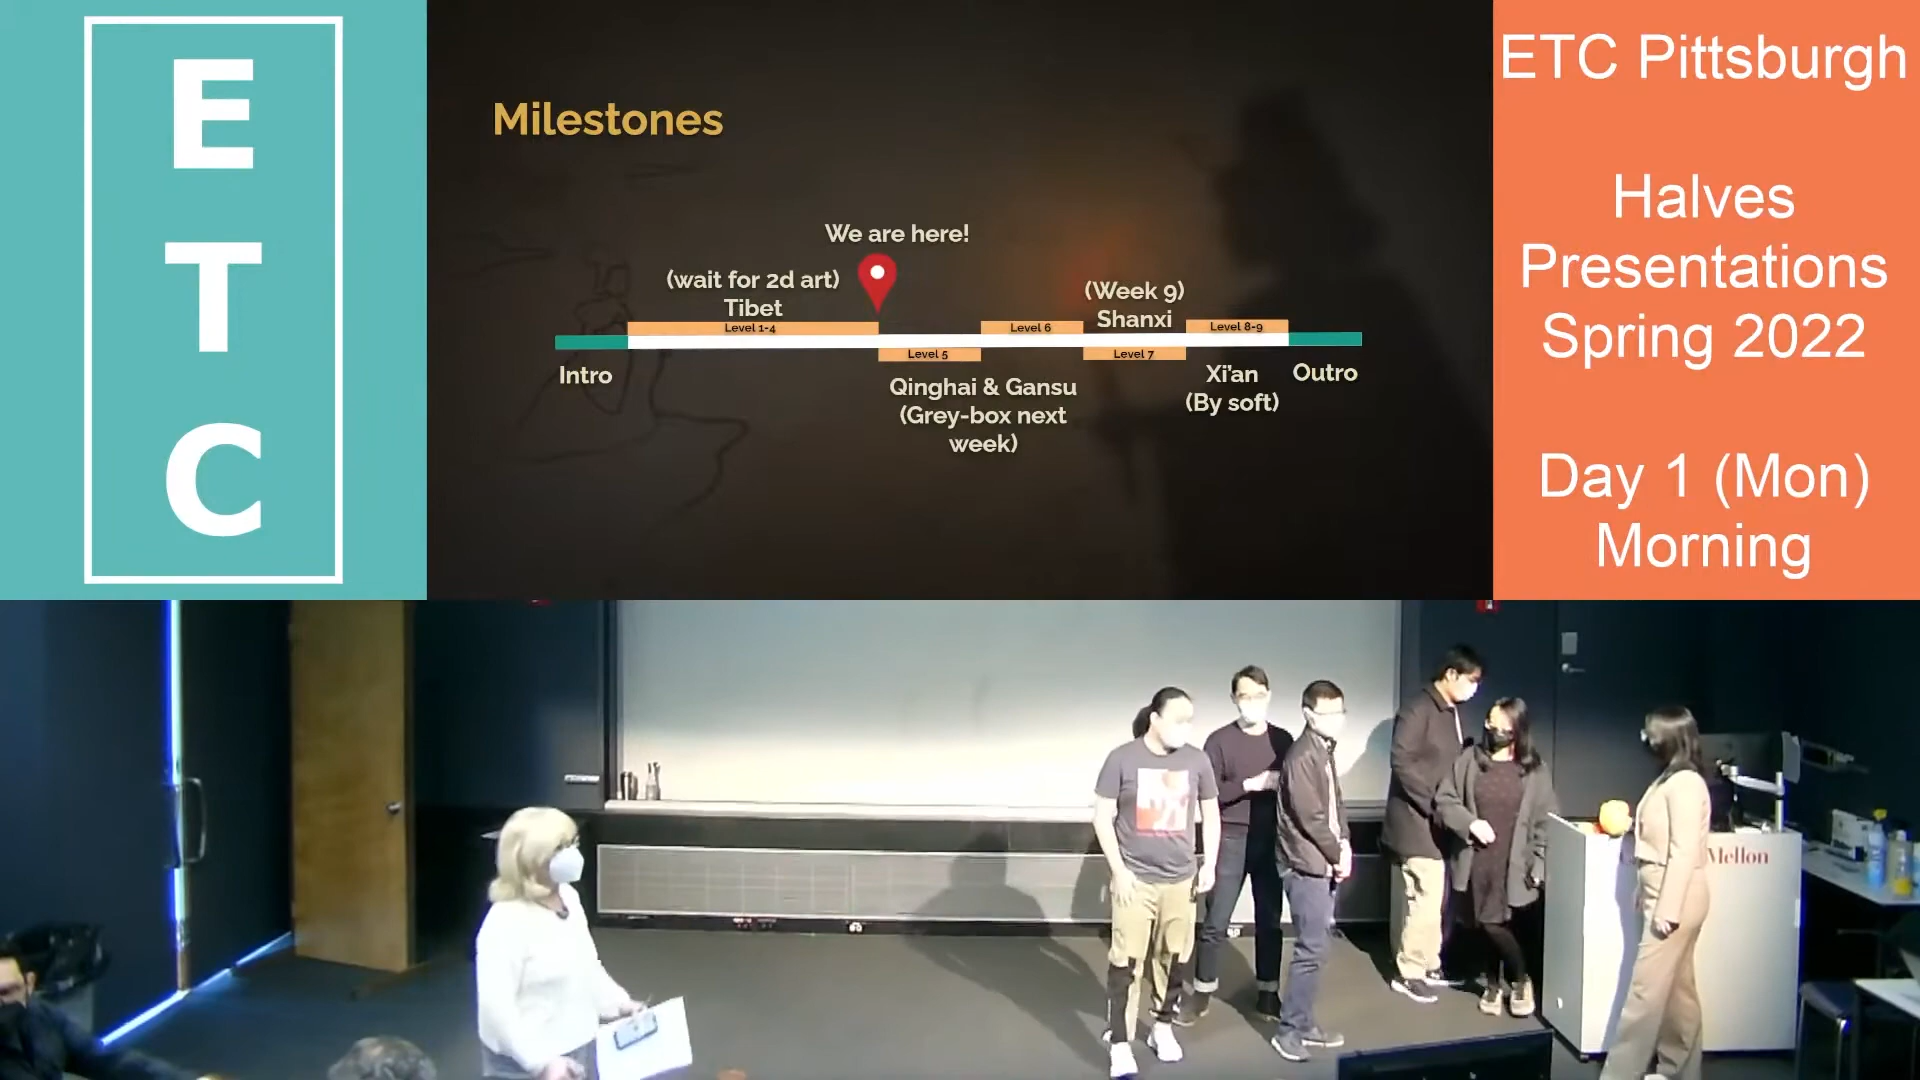 E
T
C
Milestones
We are here!
(wait for 2d art)
Tibet
Level 1-4
Level 5
Level 6
Level 7
Level 8-9
(Week 9)
Shanxi
Intro
Qinghai & Gansu
(Grey-box next
week)
Xi'an
(By soft)
Outro
ETC Pittsburgh
Halves
Presentations
Spring 2022
Day 1 (Mon)
Morning
Mellon